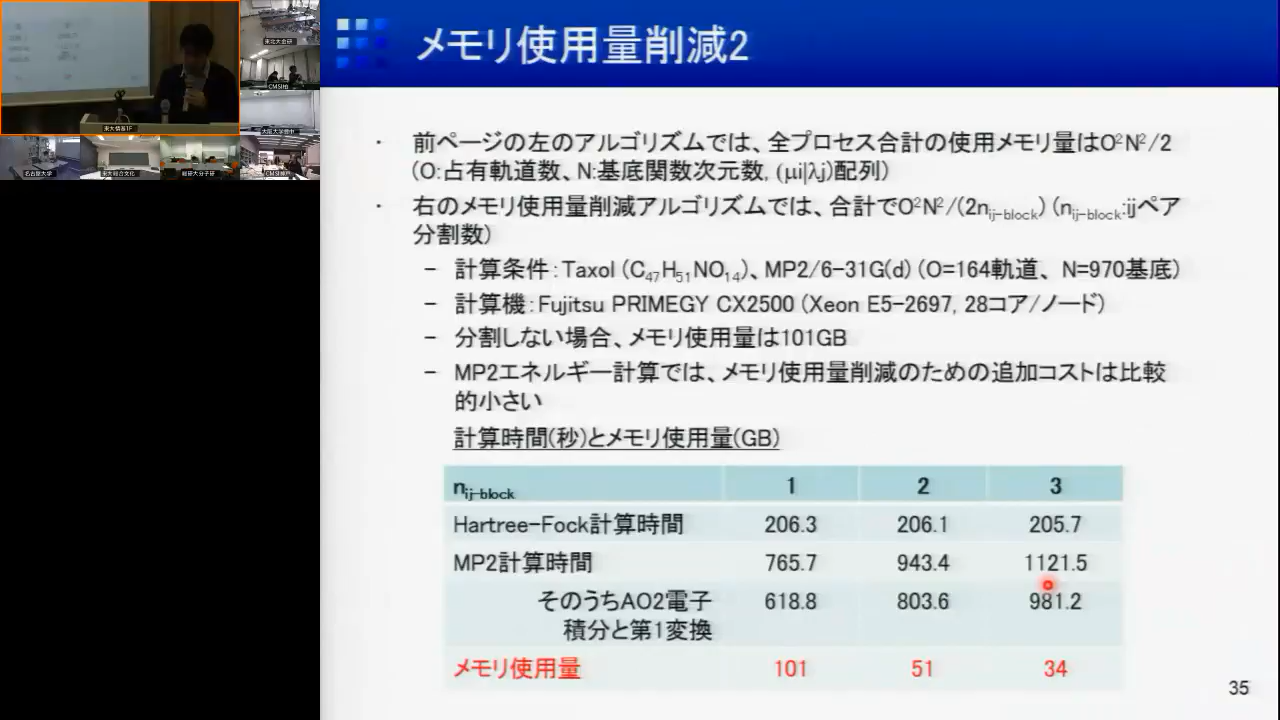 メモリ使用量削減2
・ 前ページの左のアルゴリズムでは、全プロセス合計の使用メモリ量はO²N²/2
(O:占有軌道数、N:基底関数次元数, (μi|λj)配列)
・ 右のメモリ使用量削減アルゴリズムでは、合計でO²N²/(2nij-block) (nij-block:ijペア
分割数)
– 計算条件:Taxol (C47H51NO14)、MP2/6-31G(d) (O=164軌道、N=970基底)
– 計算機:Fujitsu PRIMEGY CX2500 (Xeon E5-2697, 28コア/ノード)
– 分割しない場合、メモリ使用量は101GB
– MP2エネルギー計算では、メモリ使用量削減のための追加コストは比較
的小さい
計算時間(秒)とメモリ使用量(GB)
nij-block 1 2 3
Hartree-Fock計算時間 206.3 206.1 205.7
MP2計算時間 765.7 943.4 1121.5
そのうちAO2電子
積分と第1変換 618.8 803.6 981.2
メモリ使用量 101 51 34
35
東北大金研
CMSI柏
東大情基1F
名古屋大学
東大総合文化
総研大分子研
CMSI神戸